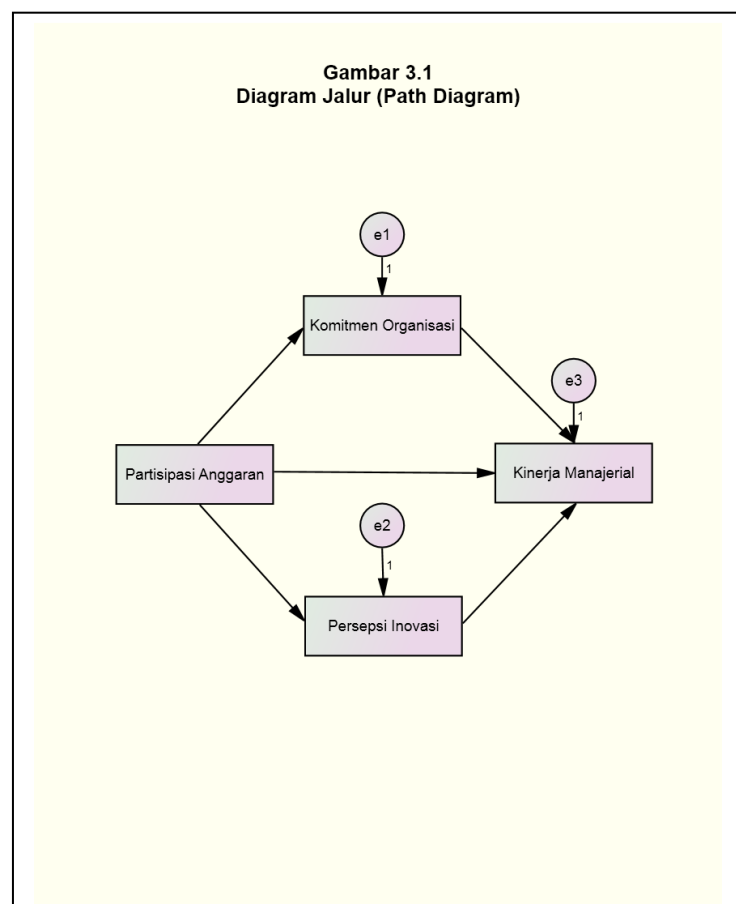 Gambar 3.1
Diagram Jalur (Path Diagram)
e1
1
Komitmen Organisasi
e3
1
Partisipasi Anggaran
Kinerja Manajerial
e2
1
Persepsi Inovasi